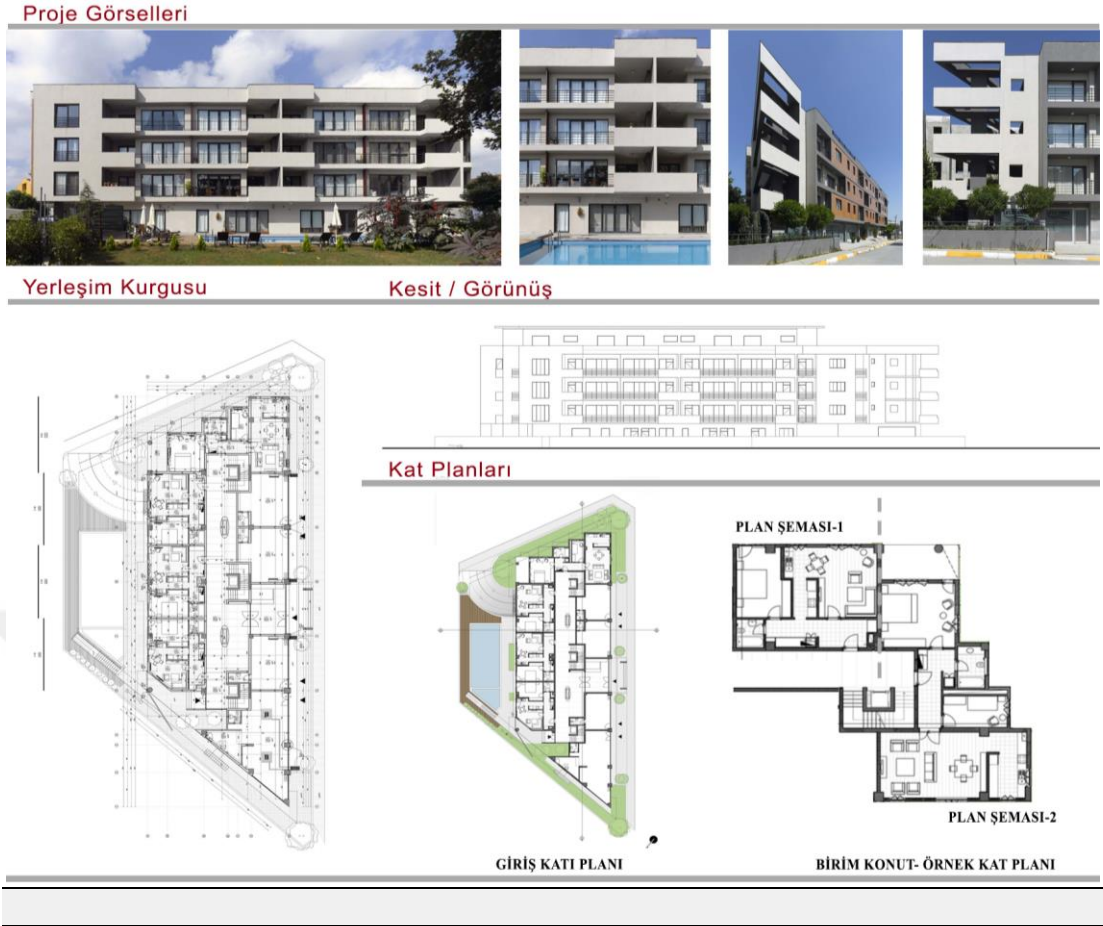 Proje Görselleri
Yerleşim Kurgusu
Kesit / Görünüş
Kat Planları
PLAN ŞEMASI-1
PLAN ŞEMASI-2
GİRİŞ KATI PLANI
BİRİM KONUT- ÖRNEK KAT PLANI